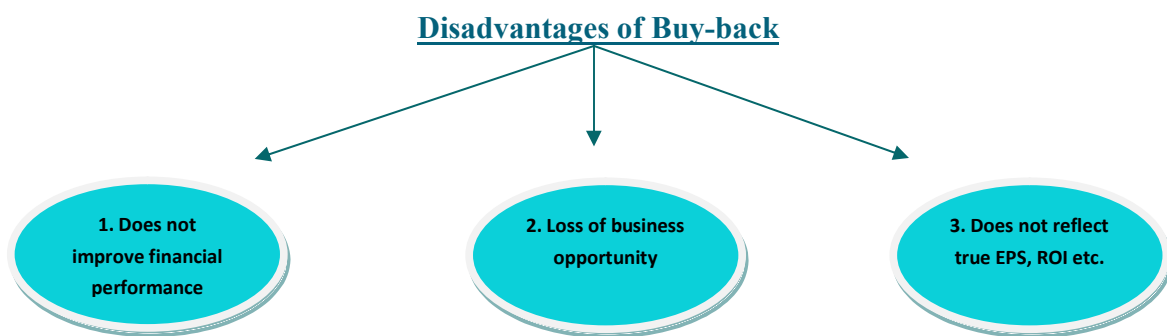 Disadvantages of Buy-back
1. Does not
improve financial
performance
2. Loss of business
opportunity
3. Does not reflect
true EPS, ROI etc.